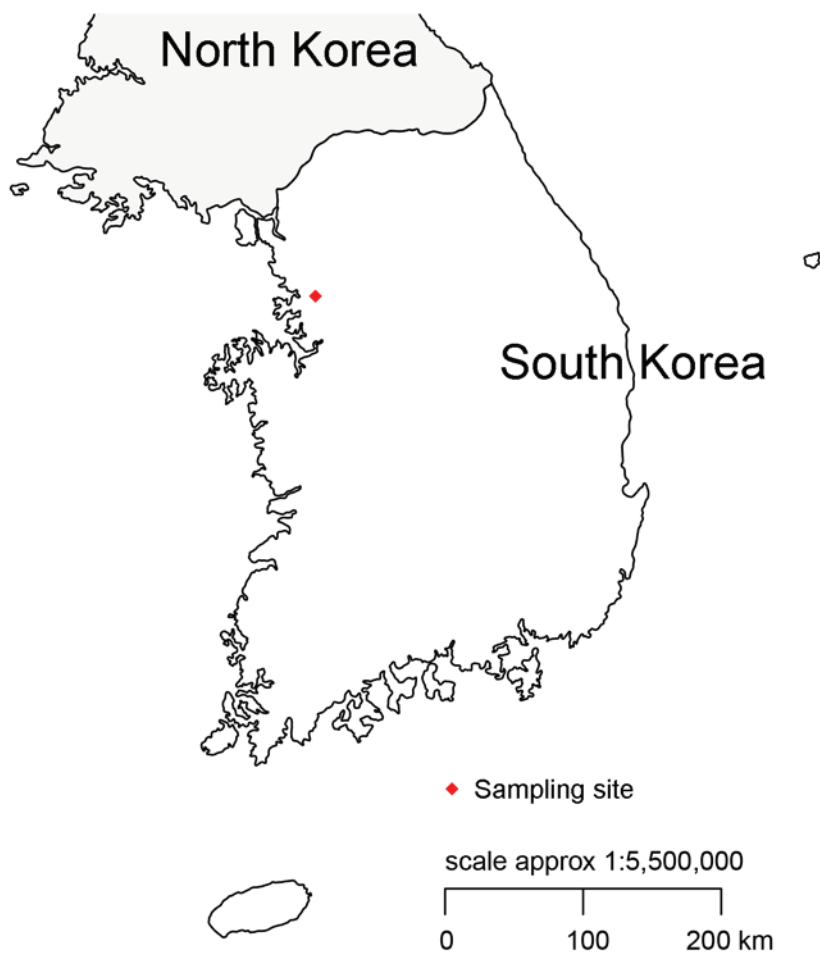 North Korea
South Korea
Sampling site
scale approx 1:5,500,000
0 100 200 km